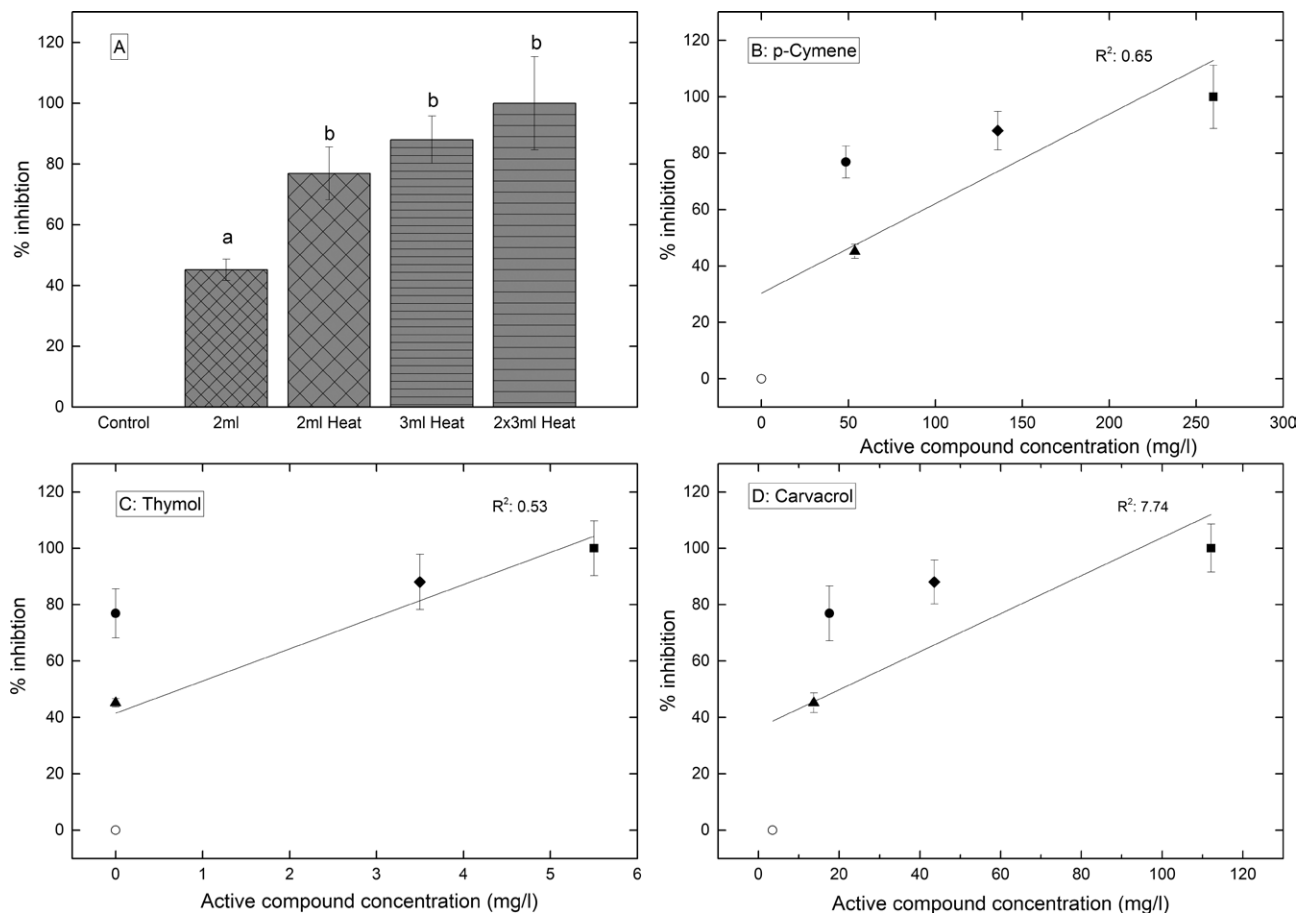 A
% inhibtion
120
100
80
60
40
20
0
a
b
b
b
Control 2ml 2ml Heat 3ml Heat 2x3ml Heat
B: p-Cymene
R²: 0.65
% inhibtion
120
100
80
60
40
20
0
0 50 100 150 200 250 300
Active compound concentration (mg/l)
C: Thymol
R²: 0.53
% inhibtion
120
100
80
60
40
20
0
0 1 2 3 4 5 6
Active compound concentration (mg/l)
D: Carvacrol
R²: 7.74
% inhibtion
120
100
80
60
40
20
0
0 20 40 60 80 100 120
Active compound concentration (mg/l)